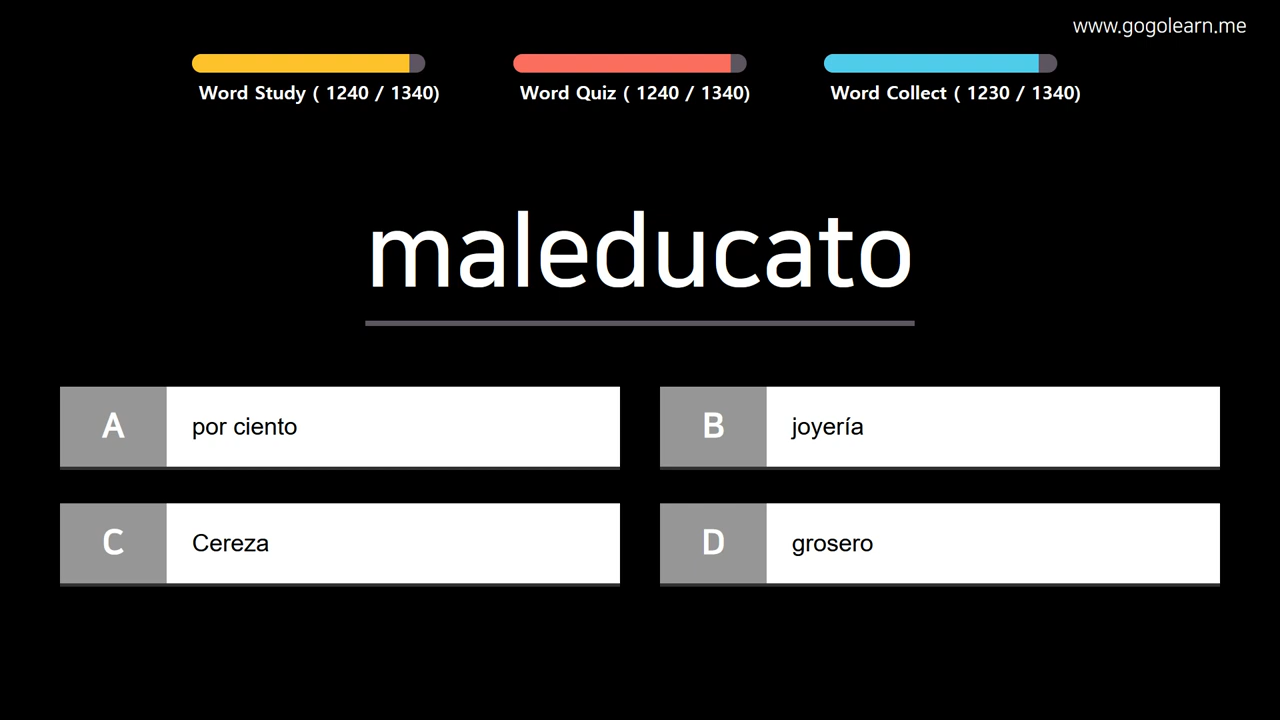 www.gogolearn.me
Word Study ( 1240 / 1340)
Word Quiz ( 1240 / 1340)
Word Collect ( 1230 / 1340)
maleducato
A por ciento
B joyería
C Cereza
D grosero